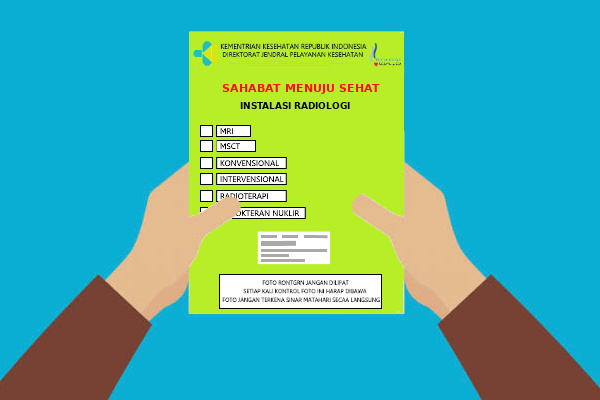 KEMENTRIAN KESEHATAN REPUBLIK INDONESIA
DIREKTORAT JENDRAL PELAYANAN KESEHATAN
SAHABAT MENUJU SEHAT
INSTALASI RADIOLOGI
MRI
MSCT
KONVENSIONAL
INTERVENSIONAL
RADIOTERAPI
NUKLIR
FOTO RONTGRN JANGAN DILIPAT
SETIAP KALI KONTROL FOTO INI HARAP DIBAWA
FOTO JANGAN TERKENA SINAR MATAHARI SECAA LANGSUNG